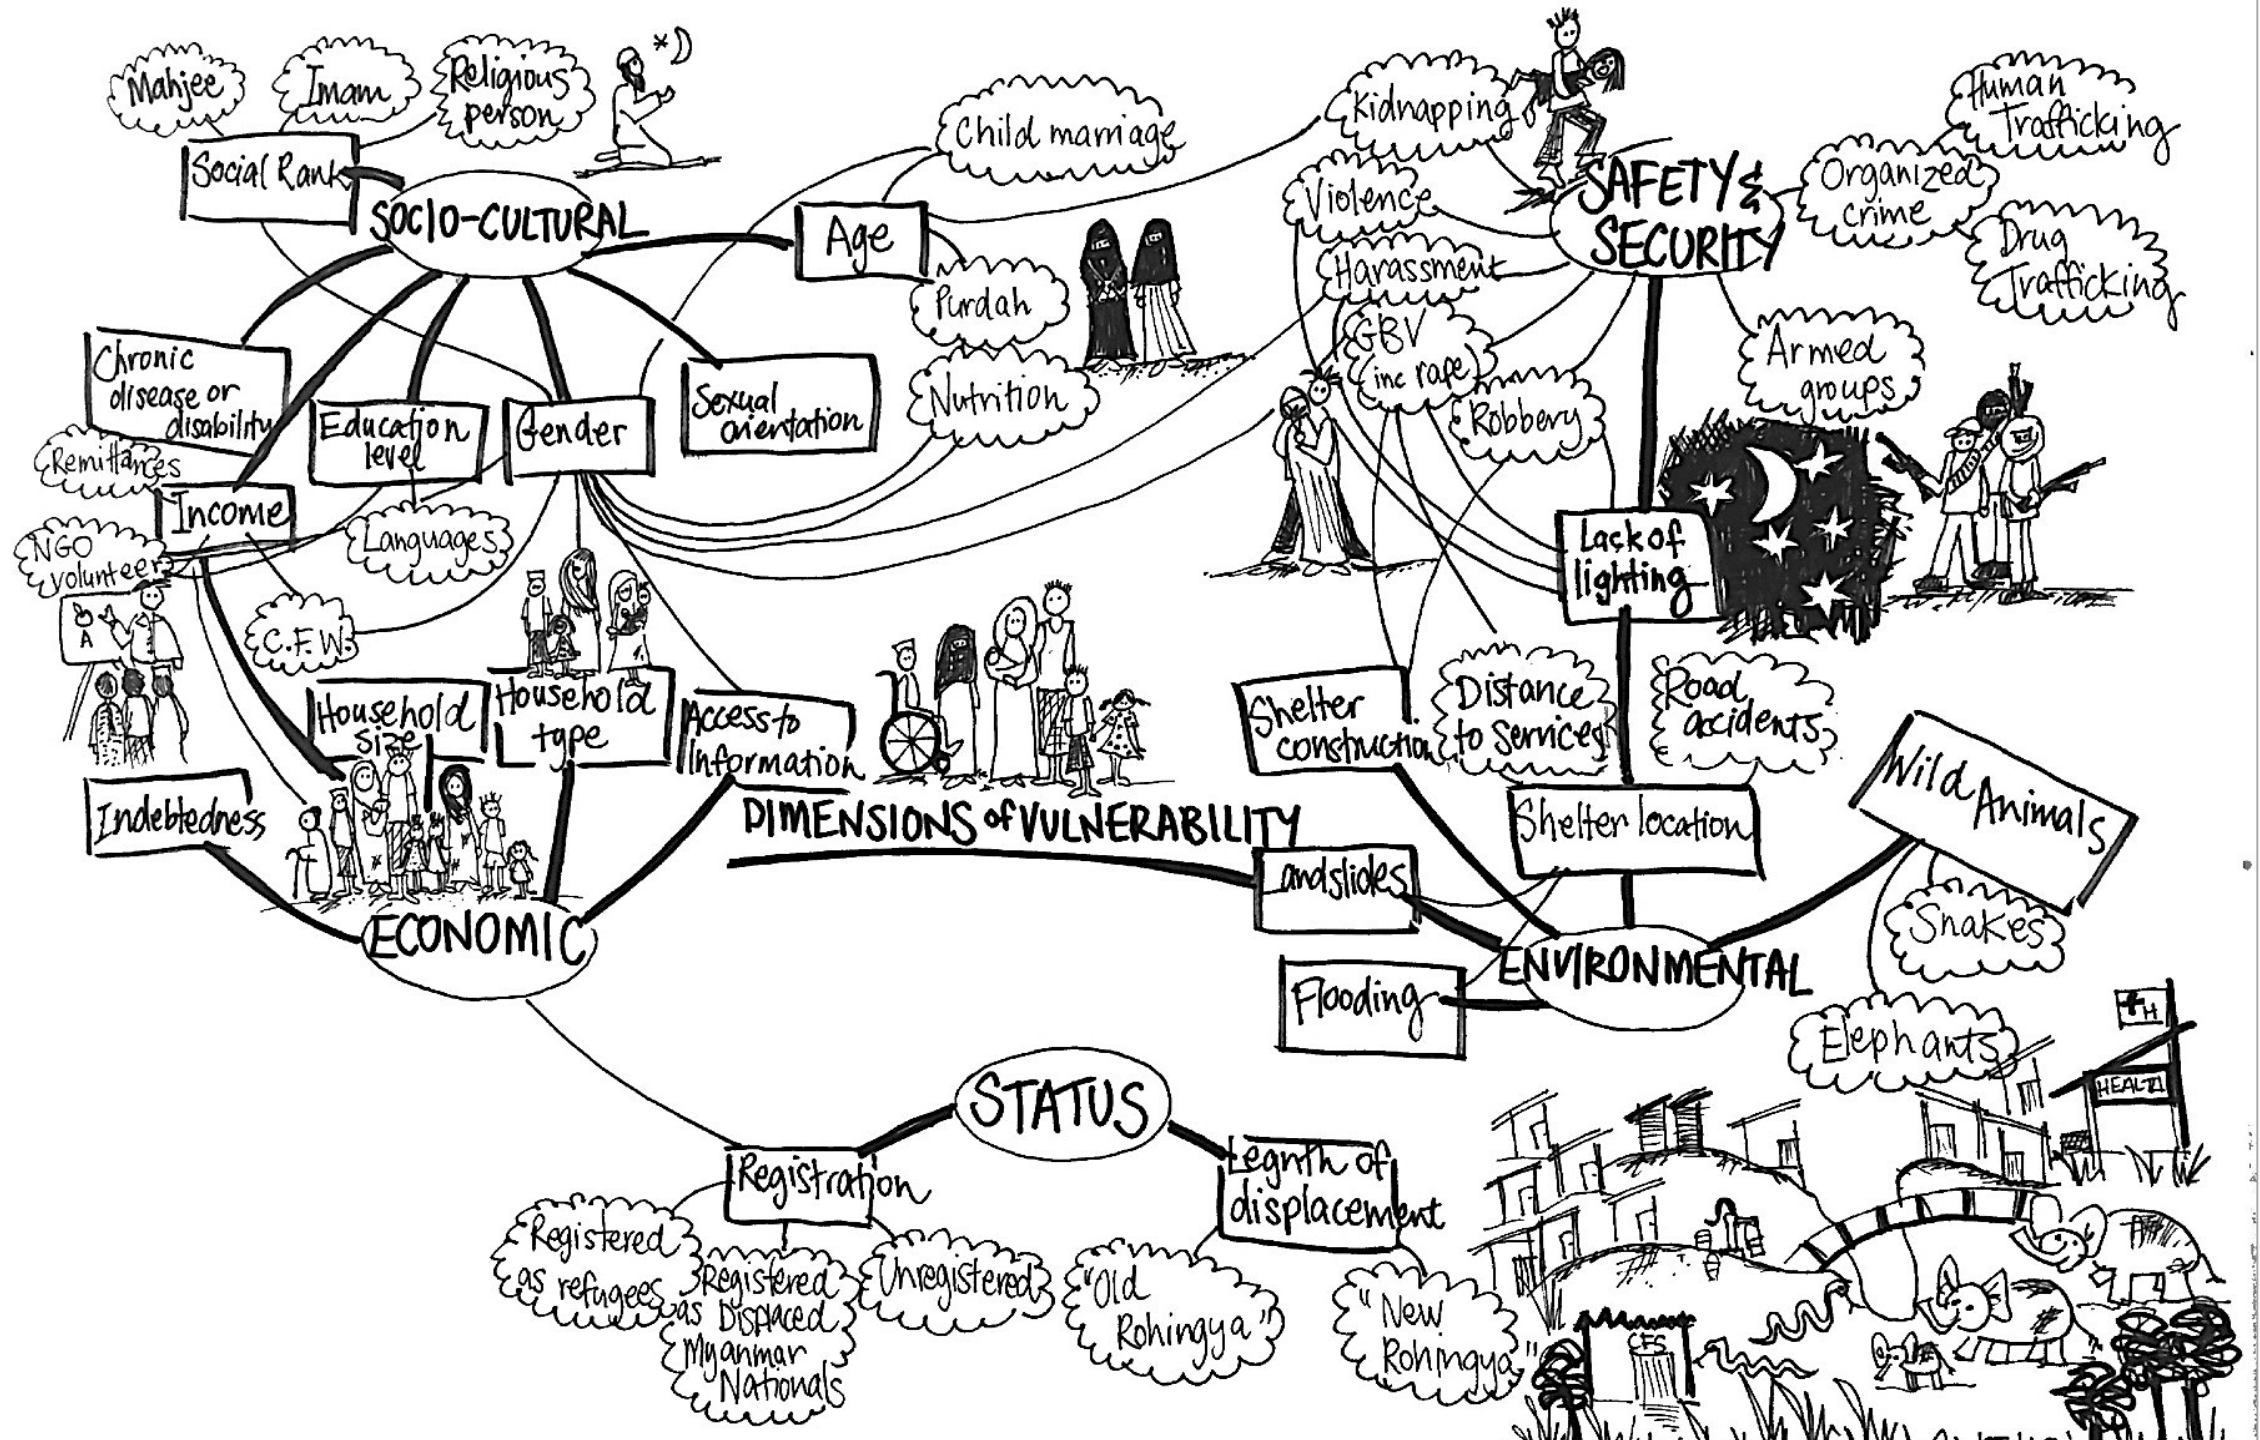 Mahjee
Imam
Religious
person
Social Rank
SOCIO-CULTURAL
Child marriage
Age
Purdah
Nutrition
Chronic
disease or
disability
Education
level
Gender
Sexual
orientation
Remittances
Income
NGO
volunteer
Languages
C.F.W.
A
Household
size
Household
type
Access to
Information
Indebtedness
ECONOMIC
DIMENSIONS of VULNERABILITY
Kidnapping
Violence
Harassment
GBV
(inc rape)
Robbery
SAFETY &
SECURITY
Human
Trafficking
Organized
crime
Drug
Trafficking
Armed
groups
Lack of
lighting
Shelter
construction
Distance
to services
Road
accidents
Shelter location
Wild Animals
Landslides
Flooding
ENVIRONMENTAL
Snakes
Elephants
STATUS
Registration
Legnth of
displacement
Registered
as refugees
Registered
as Displaced
Myanmar
Nationals
Unregistered
"Old
Rohingya"
"New
Rohingya"
H
HEALTH
CFS